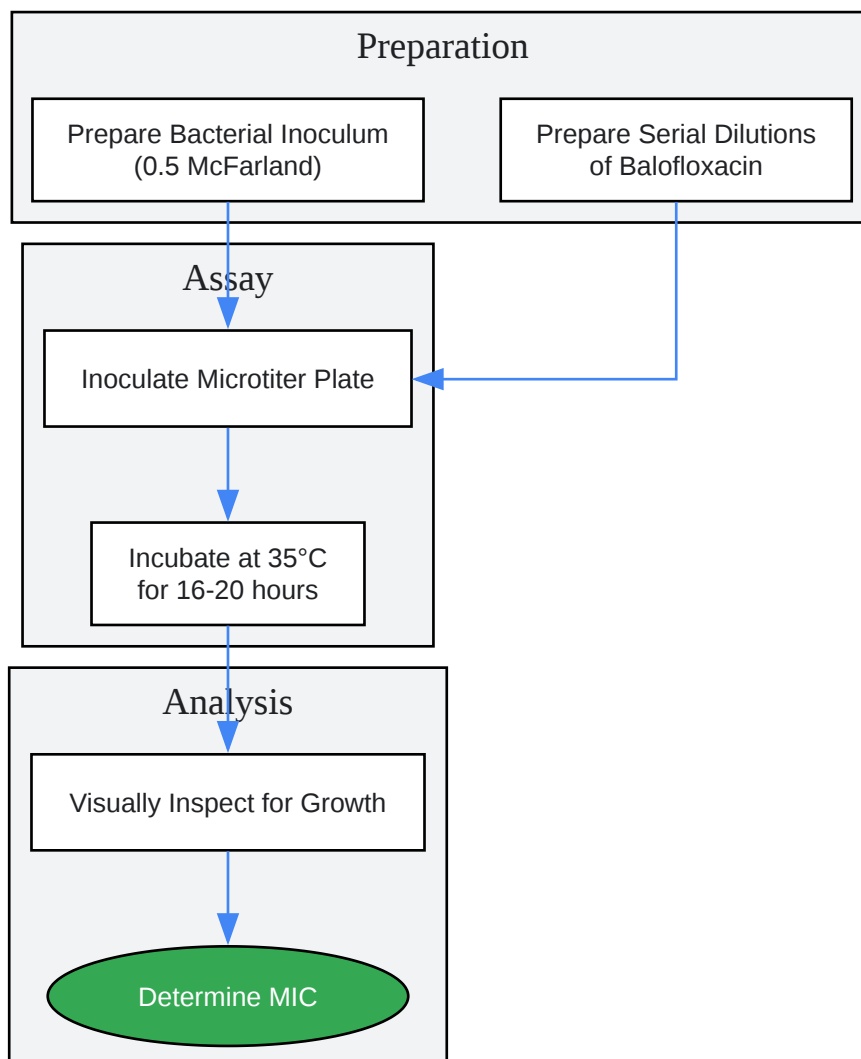 Preparation
Prepare Bacterial Inoculum
(0.5 McFarland)
Prepare Serial Dilutions
of Balofloxacin
Assay
Inoculate Microtiter Plate
Incubate at 35°C
for 16-20 hours
Analysis
Visually Inspect for Growth
Determine MIC